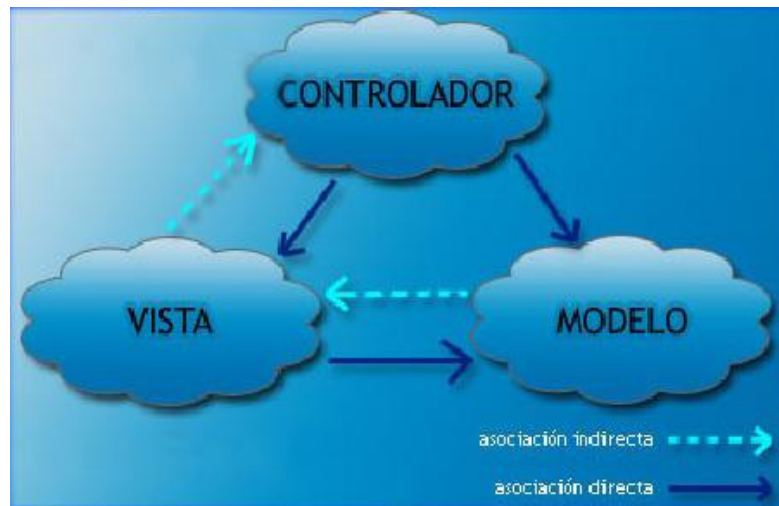 CONTROLADOR
VISTA
MODELO
asociación indirecta
asociación directa